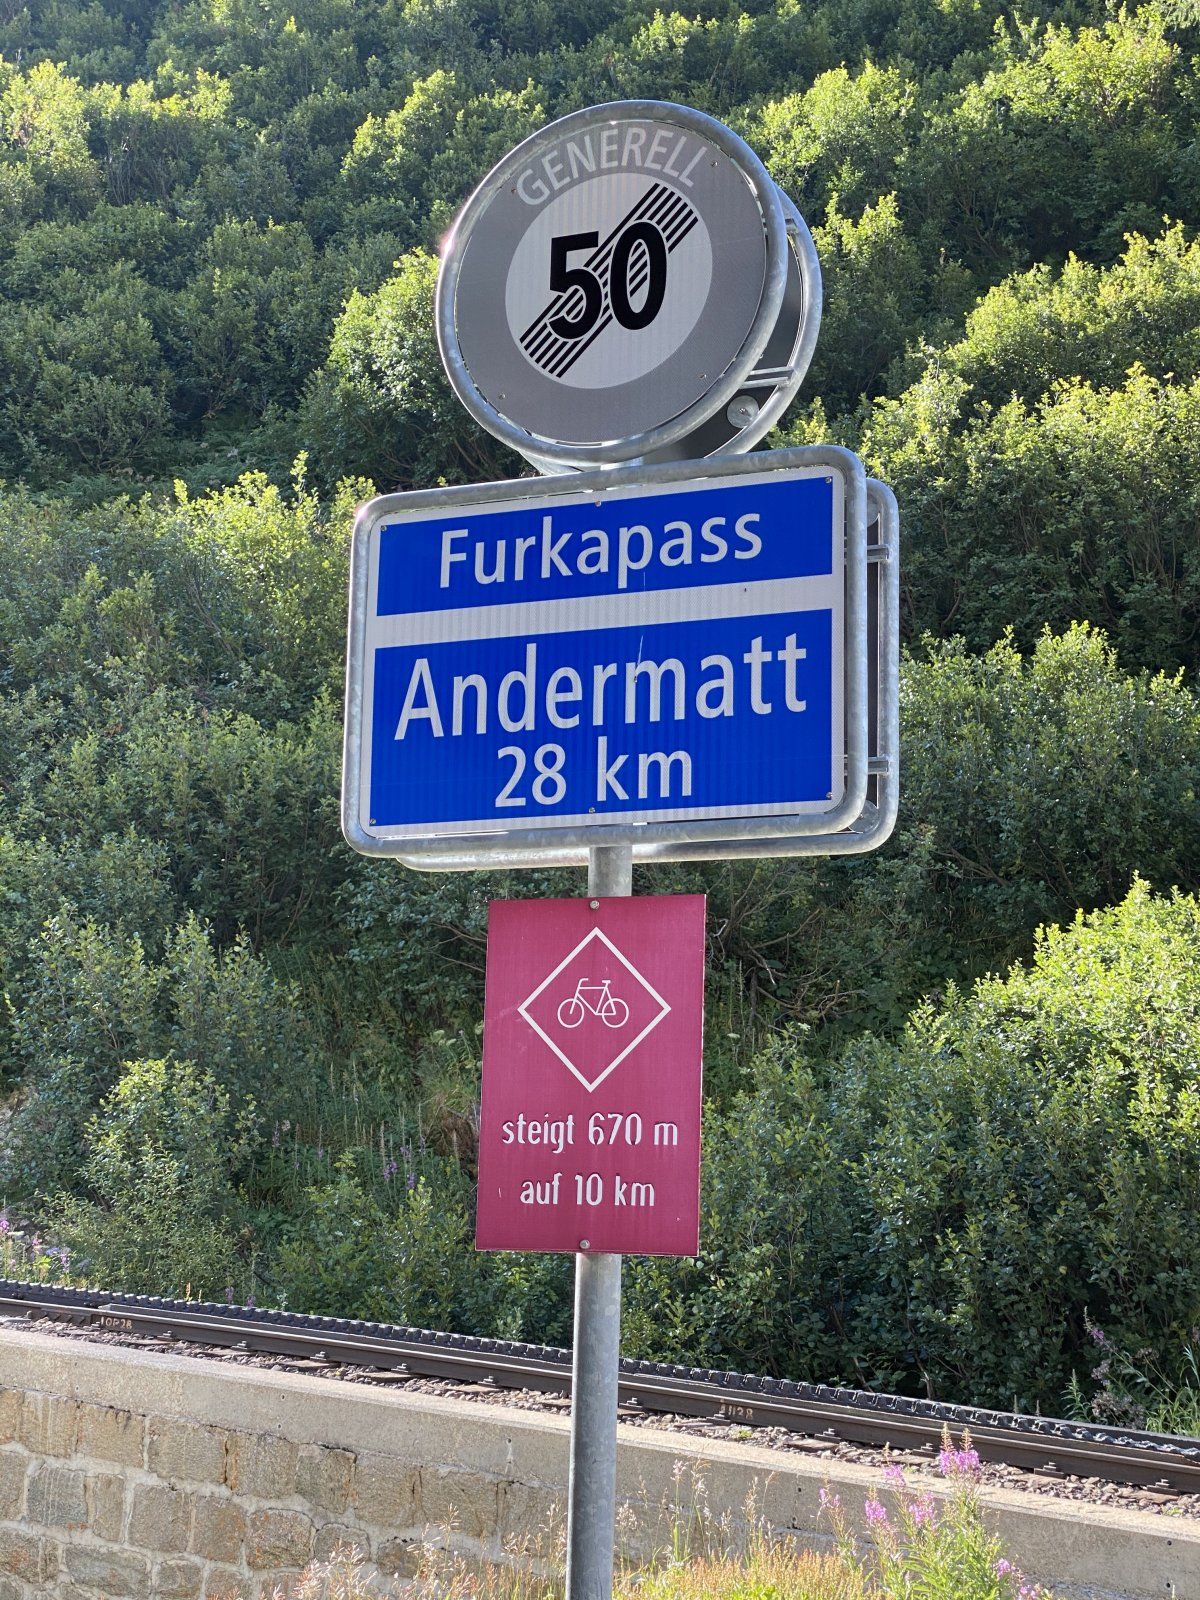 GENERELL
50
Furkapass
Andermatt
28 km
steigt 670 m
auf 10 km